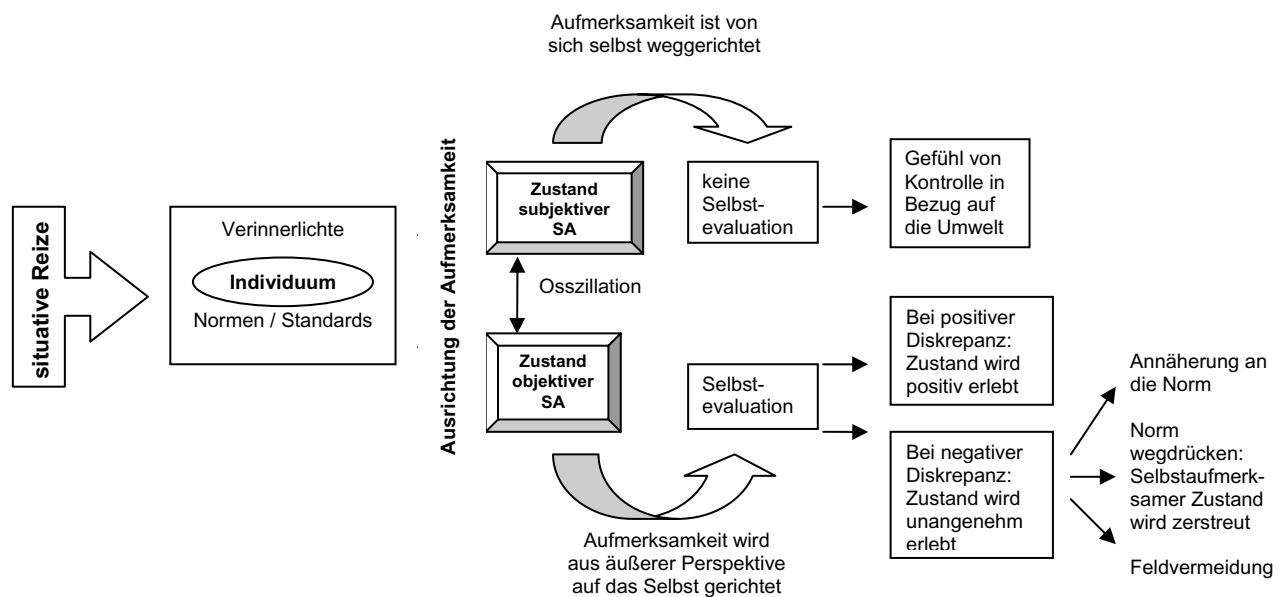 Aufmerksamkeit ist von
sich selbst weggerichtet
situative Reize
Verinnerlichte
Individuum
Normen / Standards
Ausrichtung der Aufmerksamkeit
Zustand
subjektiver
SA
Osszillation
Zustand
objektiver
SA
keine
Selbst-
evaluation
Gefühl von
Kontrolle in
Bezug auf
die Umwelt
Selbst-
evaluation
Bei positiver
Diskrepanz:
Zustand wird
positiv erlebt
Bei negativer
Diskrepanz:
Zustand wird
unangenehm
erlebt
Annäherung an
die Norm
Norm
wegdrücken:
Selbstaufmerk-
samer Zustand
wird zerstreut
Feldvermeidung
Aufmerksamkeit wird
aus äußerer Perspektive
auf das Selbst gerichtet